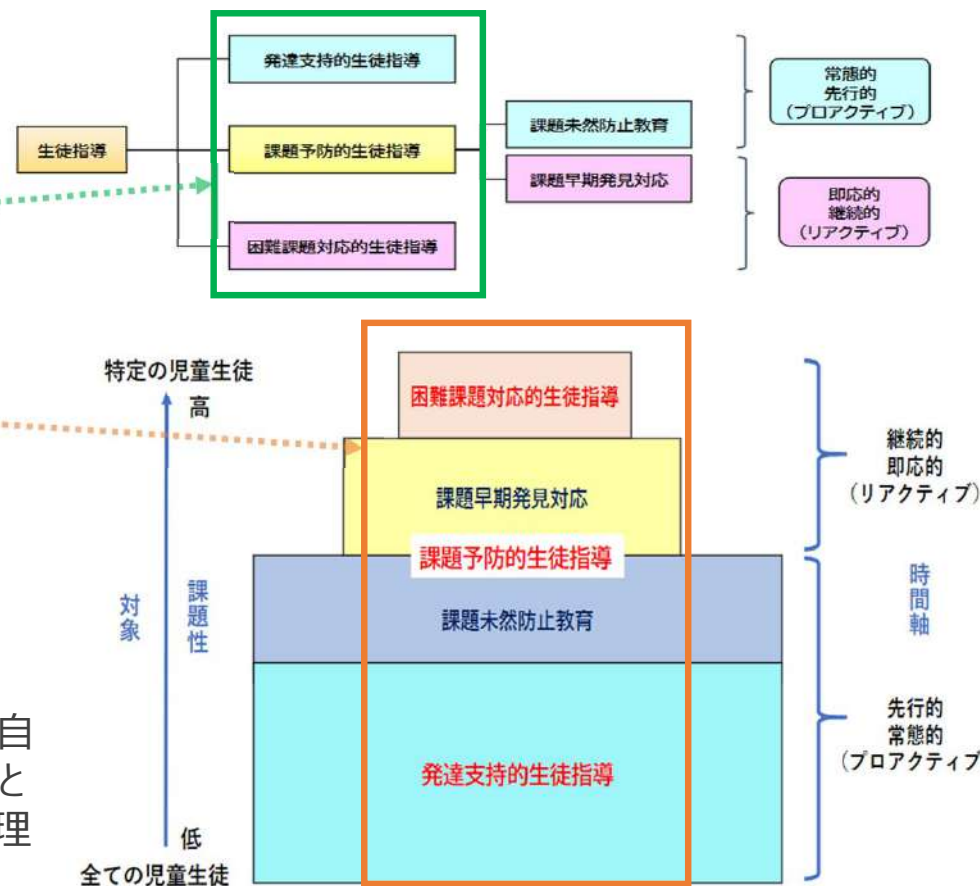 発達支持的生徒指導
常態的
先行的
(プロアクティブ)
生徒指導
課題予防的生徒指導
課題未然防止教育
課題早期発見対応
即応的
継続的
(リアクティブ)
困難課題対応的生徒指導
特定の児童生徒
高
困難課題対応的生徒指導
継続的
即応的
(リアクティブ)
課題早期発見対応
課題予防的生徒指導
対象
課題性
時間軸
課題未然防止教育
先行的
常態的
(プロアクティブ
発達支持的生徒指導
自
と
理
低
全ての児童生徒